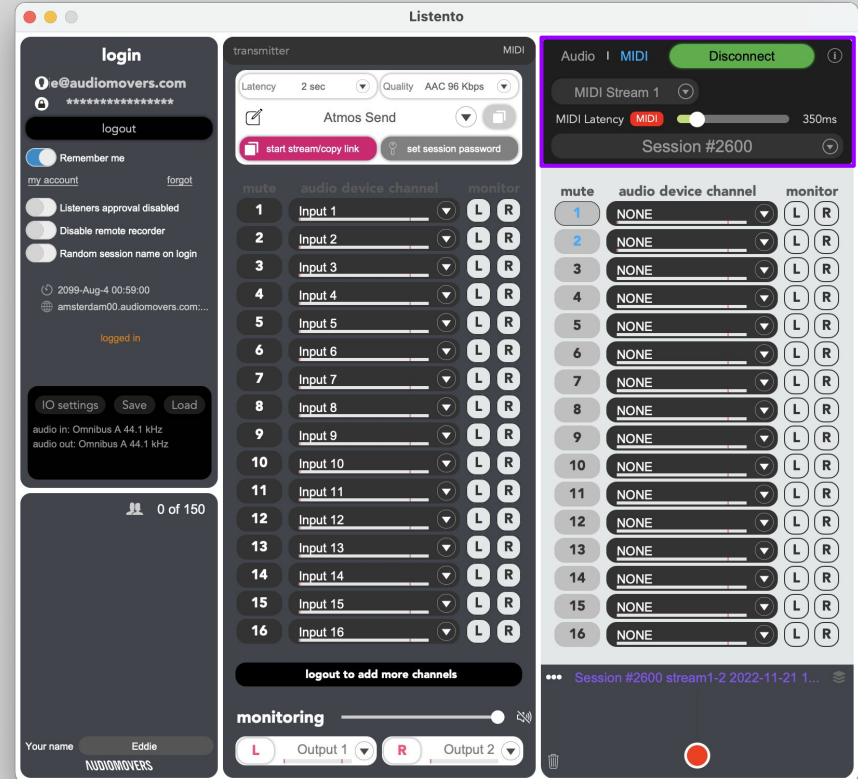 Listento
login
ie@audiomovers.com
****************
logout
Remember me
my account forgot
Listeners approval disabled
Disable remote recorder
Random session name on login
2099-Aug-4 00:59:00
amsterdam00.audiomovers.com:...
logged in
IO settings Save Load
audio in: Omnibus A 44.1 kHz
audio out: Omnibus A 44.1 kHz
0 of 150
Your name Eddie
AUDIOMOVERS
transmitter MIDI
Latency 2 sec Quality AAC 96 Kbps
Atmos Send
start stream/copy link set session password
mute audio device channel monitor
1 Input 1 L R
2 Input 2 L R
3 Input 3 L R
4 Input 4 L R
5 Input 5 L R
6 Input 6 L R
7 Input 7 L R
8 Input 8 L R
9 Input 9 L R
10 Input 10 L R
11 Input 11 L R
12 Input 12 L R
13 Input 13 L R
14 Input 14 L R
15 Input 15 L R
16 Input 16 L R
logout to add more channels
monitoring
L Output 1 R Output 2
Audio | MIDI Disconnect i
MIDI Stream 1
MIDI Latency MIDI 350ms
Session #2600
mute audio device channel monitor
1 NONE L R
2 NONE L R
3 NONE L R
4 NONE L R
5 NONE L R
6 NONE L R
7 NONE L R
8 NONE L R
9 NONE L R
10 NONE L R
11 NONE L R
12 NONE L R
13 NONE L R
14 NONE L R
15 NONE L R
16 NONE L R
••• Session #2600 stream1-2 2022-11-21 1...